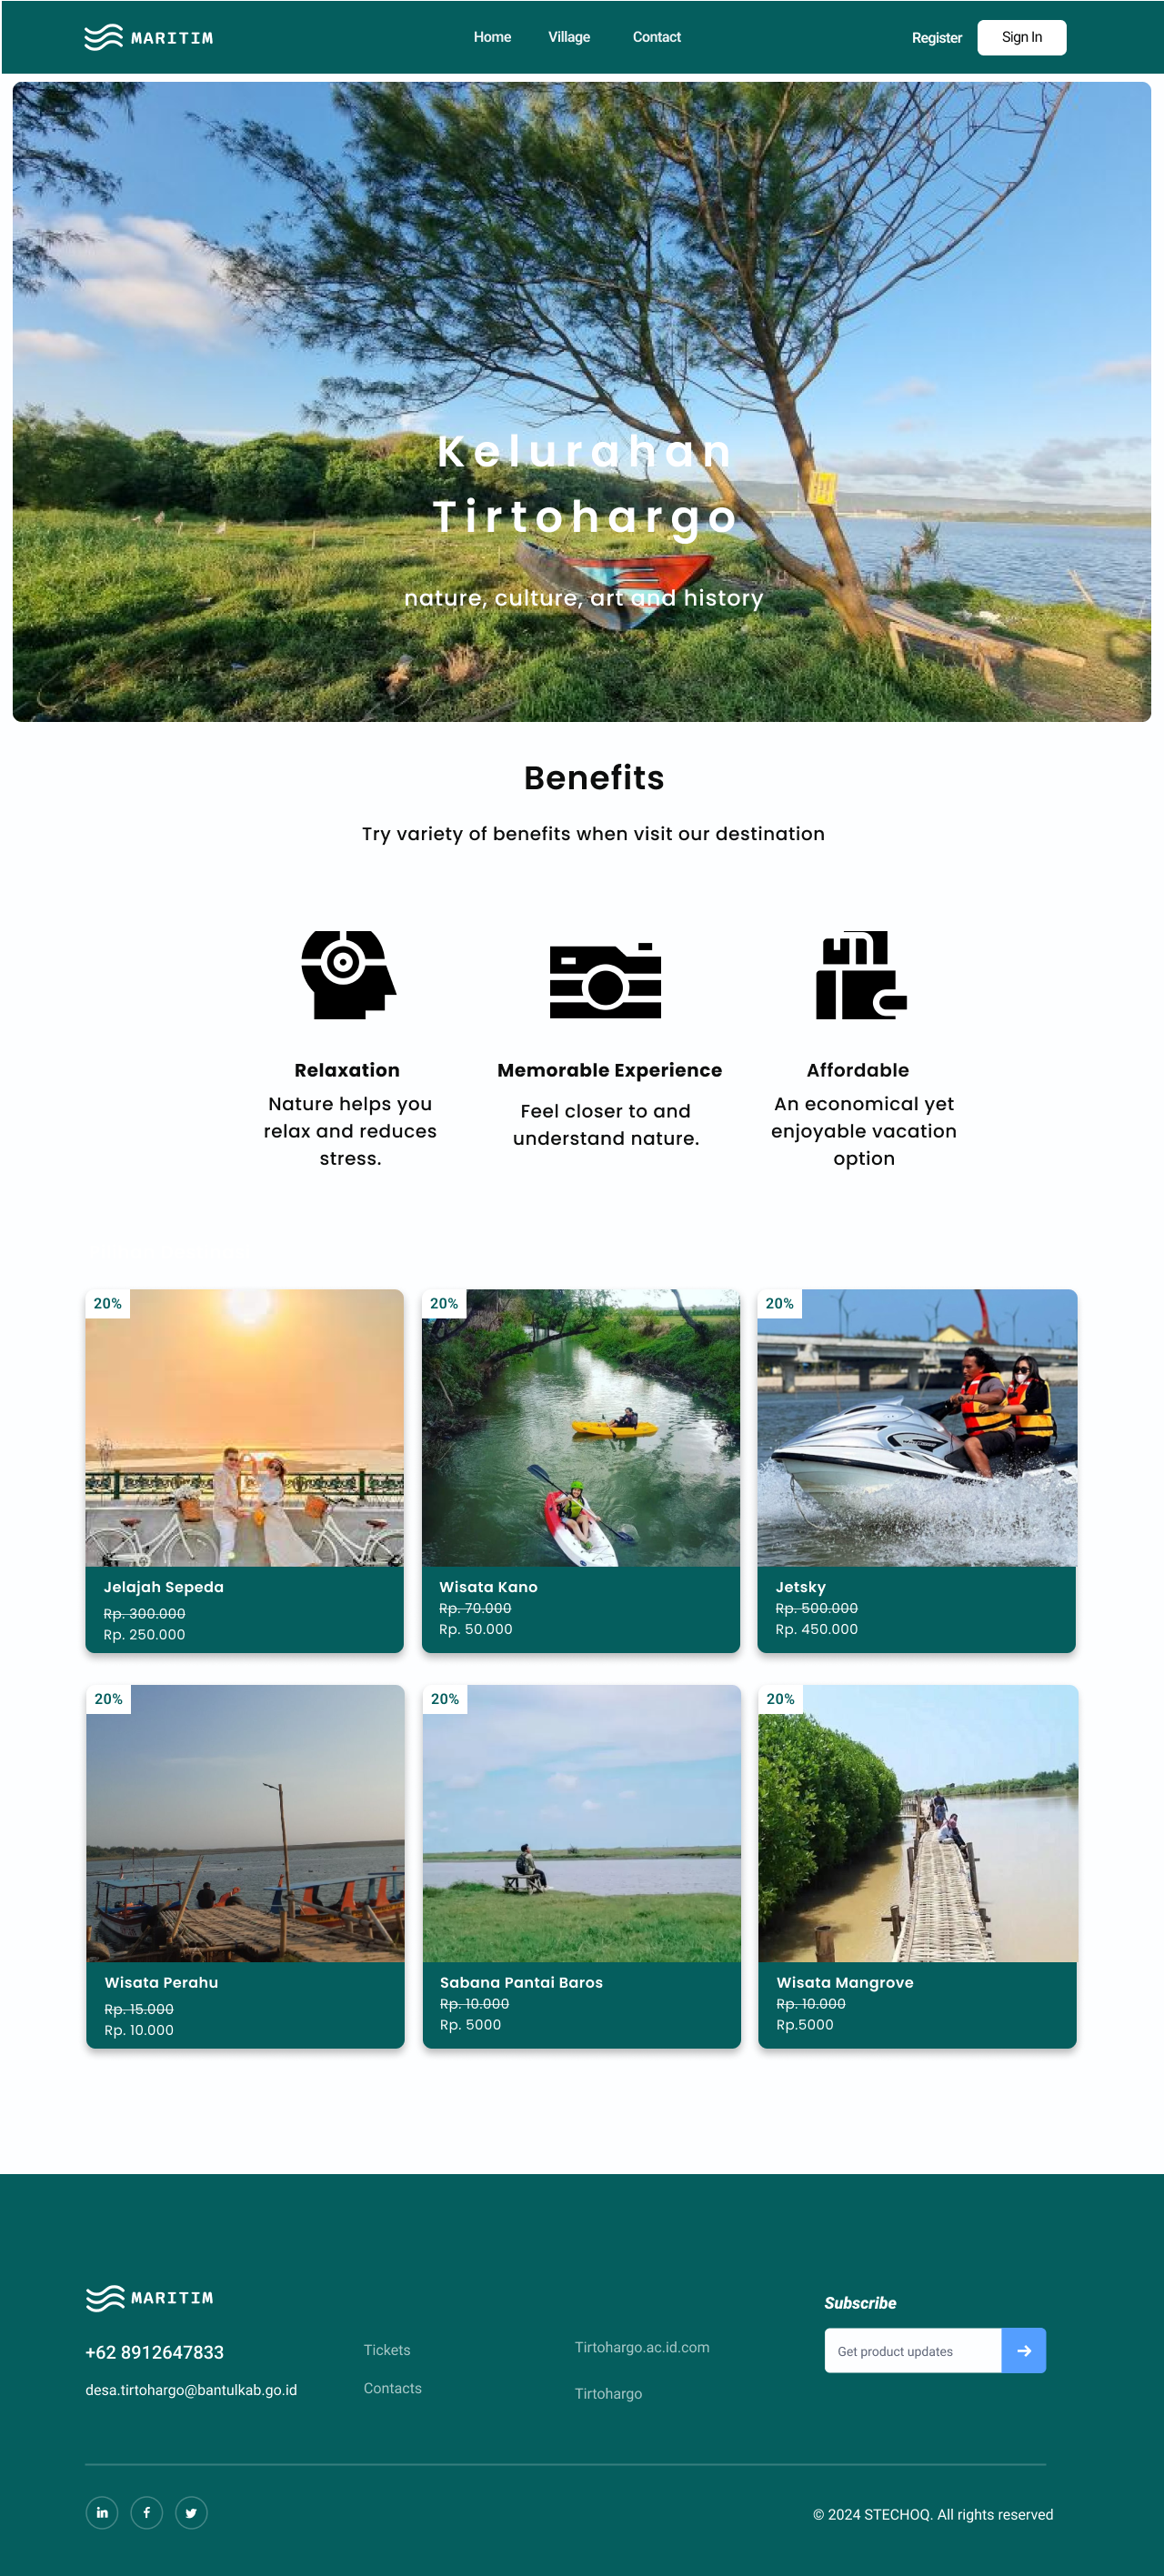 MARITIM
Home Village Contact
Register Sign In
Kelurahan
Tirtohargo
nature, culture, art and history
Benefits
Try variety of benefits when visit our destination
Relaxation
Nature helps you
relax and reduces
stress.
Memorable Experience
Feel closer to and
understand nature.
Affordable
An economical yet
enjoyable vacation
option
20%
Jelajah Sepeda
Rp. 300.000
Rp. 250.000
20%
Wisata Kano
Rp. 70.000
Rp. 50.000
20%
Jetsky
Rp. 500.000
Rp. 450.000
20%
Wisata Perahu
Rp. 15.000
Rp. 10.000
20%
Sabana Pantai Baros
Rp. 10.000
Rp. 5000
20%
Wisata Mangrove
Rp. 10.000
Rp.5000
MARITIM
+62 8912647833
desa.tirtohargo@bantulkab.go.id
Tickets
Contacts
Tirtohargo.ac.id.com
Tirtohargo
Subscribe
Get product updates
in f
© 2024 STECHOQ. All rights reserved